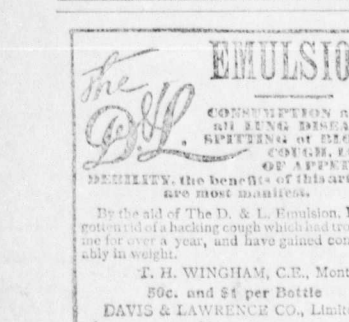 The
D.&L.
EMULSIO
CONSUMPTION a
all LUNG DISEA
SPITTING of BLO
COUGH, L
OF APPET
DEBILITY, the benefits of this art
are most manifest.
By the aid of The D. & L. Emulsion, I
gotten rid of a hacking cough which had tro
me for over a year, and have gained con
ably in weight.
T. H. WINGHAM, C.E., Mont
50c. and $1 per Bottle
DAVIS & LAWRENCE CO., Limite